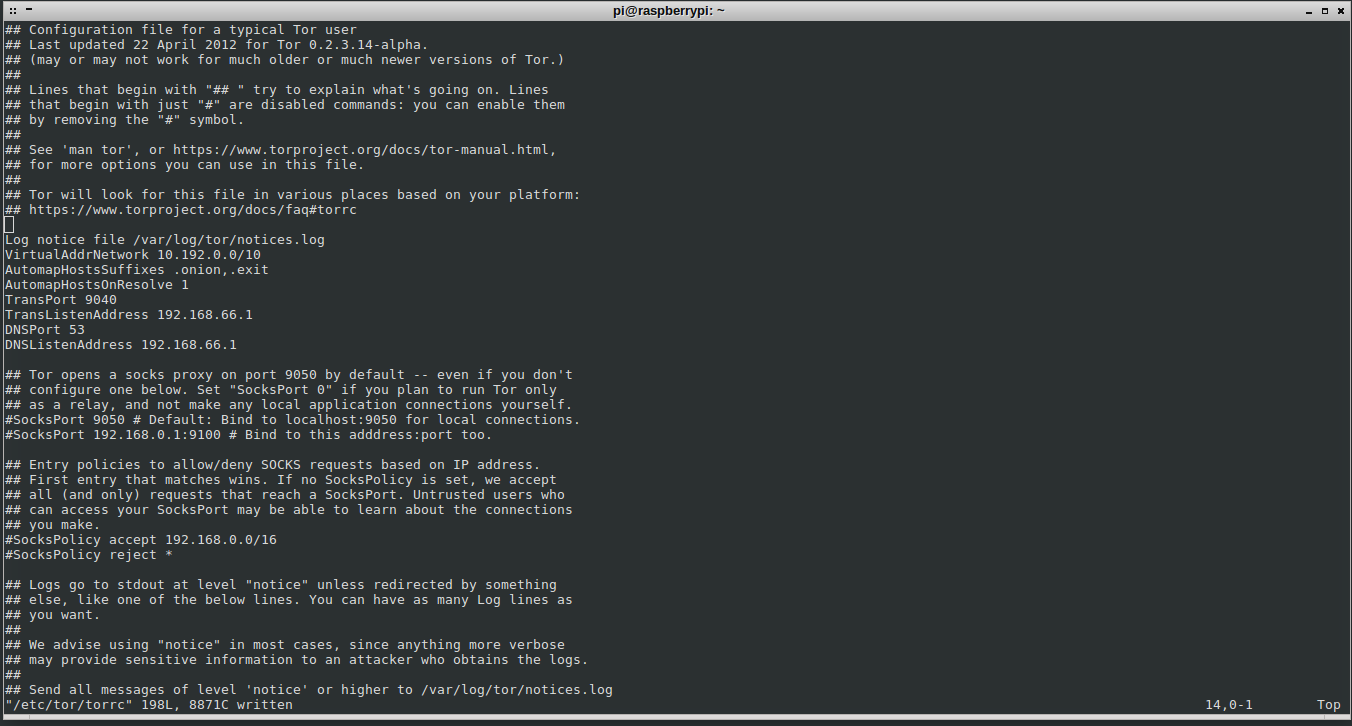 pi@raspberrypi: ~
## Configuration file for a typical Tor user
## Last updated 22 April 2012 for Tor 0.2.3.14-alpha.
## (may or may not work for much older or much newer versions of Tor.)
##
## Lines that begin with "## " try to explain what's going on. Lines
## that begin with just "#" are disabled commands: you can enable them
## by removing the "#" symbol.
##
## See 'man tor', or https://www.torproject.org/docs/tor-manual.html,
## for more options you can use in this file.
##
## Tor will look for this file in various places based on your platform:
## https://www.torproject.org/docs/faq#torrc
Log notice file /var/log/tor/notices.log
VirtualAddrNetwork 10.192.0.0/10
AutomapHostsSuffixes .onion,.exit
AutomapHostsOnResolve 1
TransPort 9040
TransListenAddress 192.168.66.1
DNSPort 53
DNSListenAddress 192.168.66.1
## Tor opens a socks proxy on port 9050 by default -- even if you don't
## configure one below. Set "SocksPort 0" if you plan to run Tor only
## as a relay, and not make any local application connections yourself.
#SocksPort 9050 # Default: Bind to localhost:9050 for local connections.
#SocksPort 192.168.0.1:9100 # Bind to this adddress:port too.
## Entry policies to allow/deny SOCKS requests based on IP address.
## First entry that matches wins. If no SocksPolicy is set, we accept
## all (and only) requests that reach a SocksPort. Untrusted users who
## can access your SocksPort may be able to learn about the connections
## you make.
#SocksPolicy accept 192.168.0.0/16
#SocksPolicy reject *
## Logs go to stdout at level "notice" unless redirected by something
## else, like one of the below lines. You can have as many Log lines as
## you want.
##
## We advise using "notice" in most cases, since anything more verbose
## may provide sensitive information to an attacker who obtains the logs.
##
## Send all messages of level 'notice' or higher to /var/log/tor/notices.log
"/etc/tor/torrc" 198L, 8871C written 14,0-1 Top